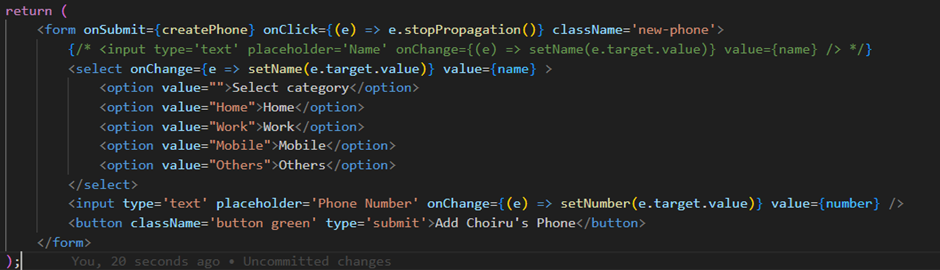 return (
<form onSubmit={createPhone} onClick={(e) => e.stopPropagation()} className='new-phone'>
{/* <input type='text' placeholder='Name' onChange={(e) => setName(e.target.value)} value={name} /> */}
<select onChange={e => setName(e.target.value)} value={name} >
<option value="">Select category</option>
<option value="Home">Home</option>
<option value="Work">Work</option>
<option value="Mobile">Mobile</option>
<option value="Others">Others</option>
</select>
<input type='text' placeholder='Phone Number' onChange={(e) => setNumber(e.target.value)} value={number} />
<button className='button green' type='submit'>Add Choiru's Phone</button>
</form>
); You, 20 seconds ago • Uncommitted changes